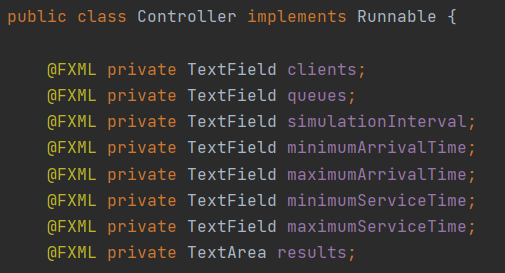 public class Controller implements Runnable {
@FXML private TextField clients;
@FXML private TextField queues;
@FXML private TextField simulationInterval;
@FXML private TextField minimumArrivalTime;
@FXML private TextField maximumArrivalTime;
@FXML private TextField minimumServiceTime;
@FXML private TextField maximumServiceTime;
@FXML private TextArea results;